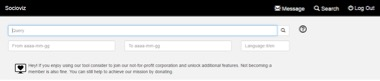 Socioviz
Message Search Log Out
Query
From aaaa-mm-gg To aaaa-mm-gg Language Italian
Hey! If you enjoy using our tool consider to join our not-for-profit corporation and unlock additional features. Not becoming a
member is also fine. You can still help to achieve our mission by donating.